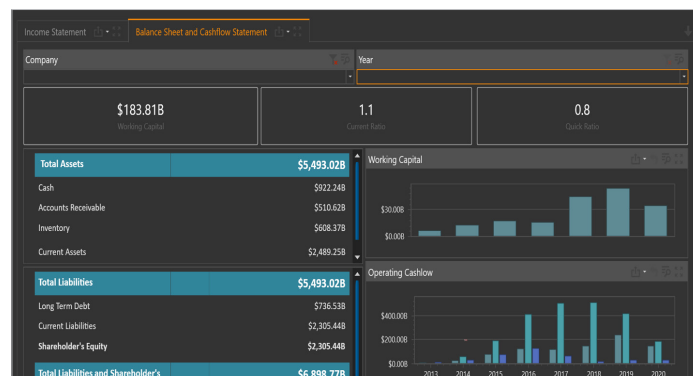 Income Statement
Balance Sheet and Cashflow Statement
Company
Year
$183.81B
Working Capital
1.1
Current Ratio
0.8
Quick Ratio
Total Assets $5,493.02B
Cash $922.24B
Accounts Receivable $510.62B
Inventory $608.37B
Current Assets $2,489.25B
Total Liabilities $5,493.02B
Long Term Debt $736.53B
Current Liabilities $2,305.44B
Shareholder's Equity $2,305.44B
Total Liabilities and Shareholder's $6,898.77B
Working Capital
$30.00B
$0.00B
Operating Cashlow
$400.00B
$200.00B
$0.00B
2013 2014 2015 2016 2017 2018 2019 2020